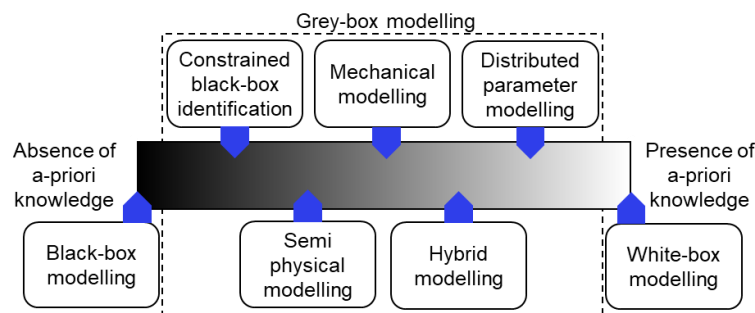 Grey-box modelling
Constrained
black-box
identification
Mechanical
modelling
Distributed
parameter
modelling
Absence of
a-priori
knowledge
Presence of
a-priori
knowledge
Black-box
modelling
Semi
physical
modelling
Hybrid
modelling
White-box
modelling